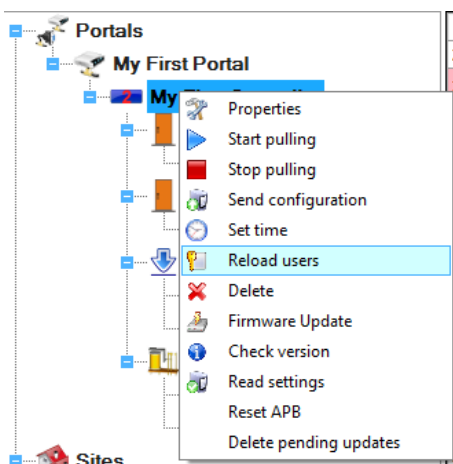 Portals
My First Portal
My
Properties
Start pulling
Stop pulling
Send configuration
Set time
Reload users
Delete
Firmware Update
Check version
Read settings
Reset APB
Delete pending updates
Sites